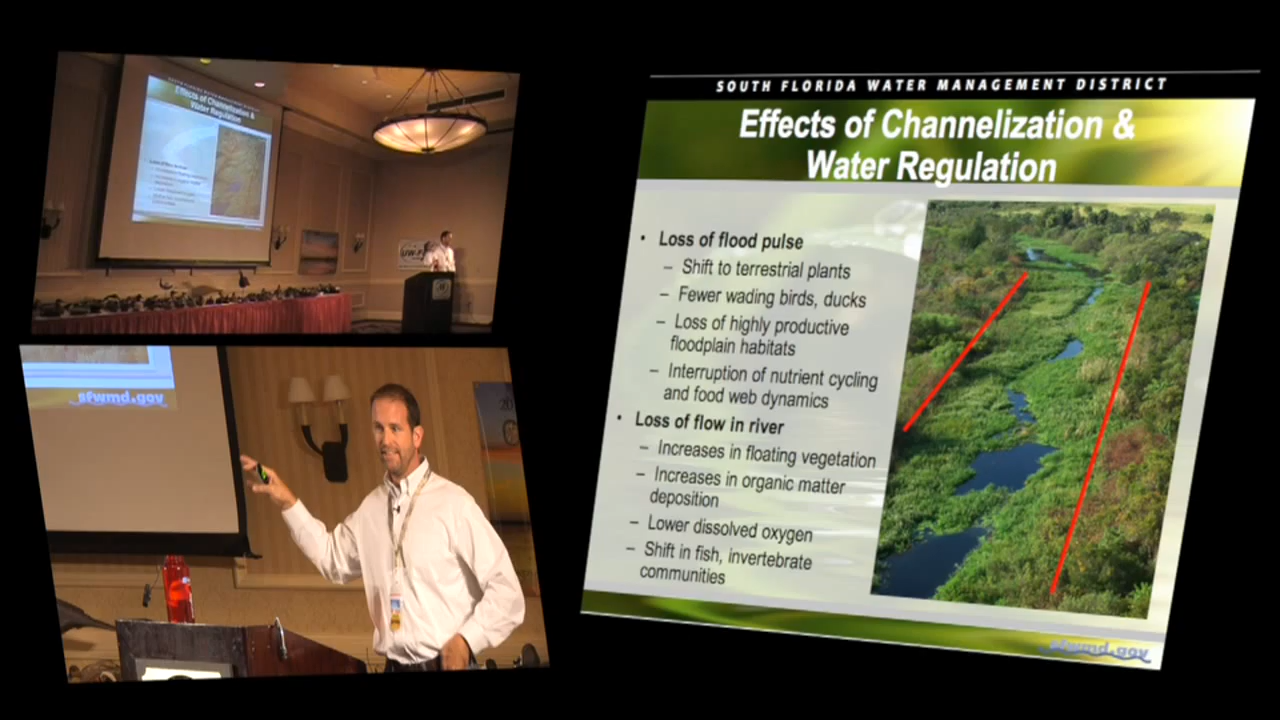 SOUTH FLORIDA WATER MANAGEMENT DISTRICT
Effects of Channelization &
Water Regulation
• Loss of flood pulse
– Shift to terrestrial plants
– Fewer wading birds, ducks
– Loss of highly productive
floodplain habitats
– Interruption of nutrient cycling
and food web dynamics
• Loss of flow in river
– Increases in floating vegetation
– Increases in organic matter
deposition
– Lower dissolved oxygen
– Shift in fish, invertebrate
communities
sfwmd.gov
Effects of Channelization &
Water Regulation
sfwmd.gov